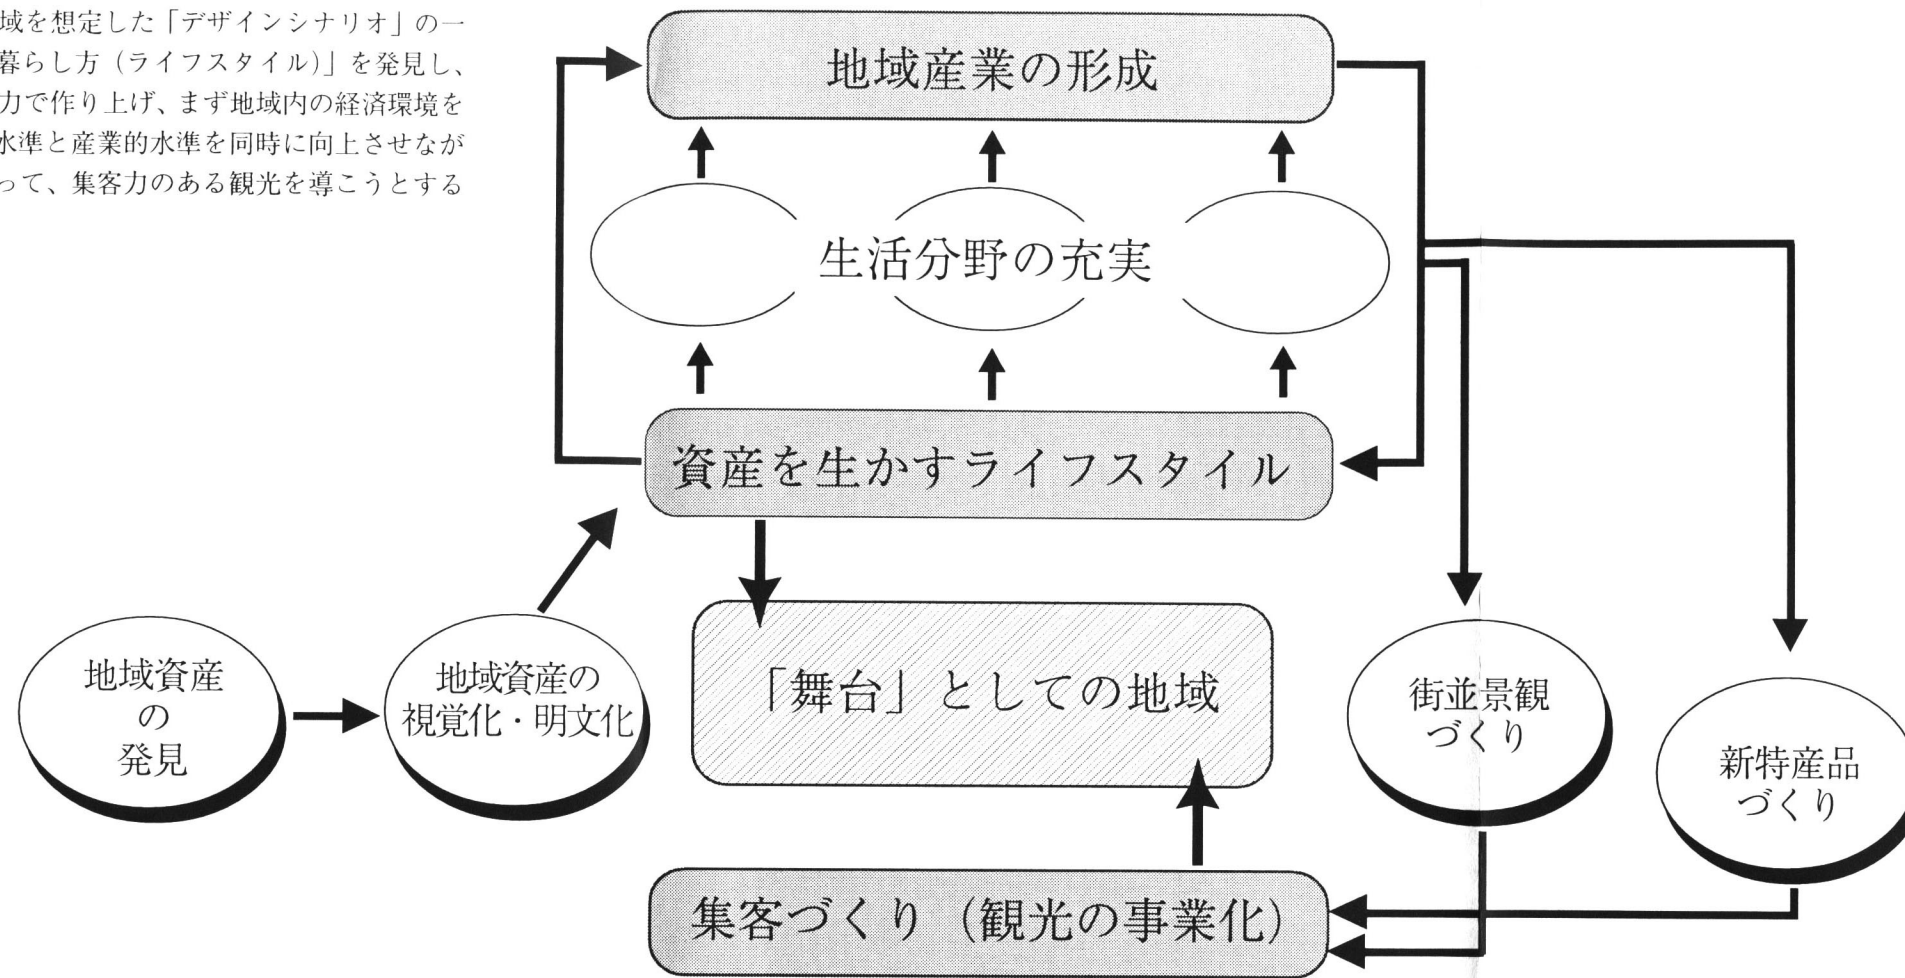 域を想定した「デザインシナリオ」の一
暮らし方（ライフスタイル）」を発見し、
力で作り上げ、まず地域内の経済環境を
水準と産業的水準を同時に向上させなが
って、集客力のある観光を導こうとする
地域産業の形成
生活分野の充実
資産を生かすライフスタイル
地域資産
の
発見
地域資産の
視覚化・明文化
「舞台」としての地域
街並景観
づくり
新特産品
づくり
集客づくり（観光の事業化）